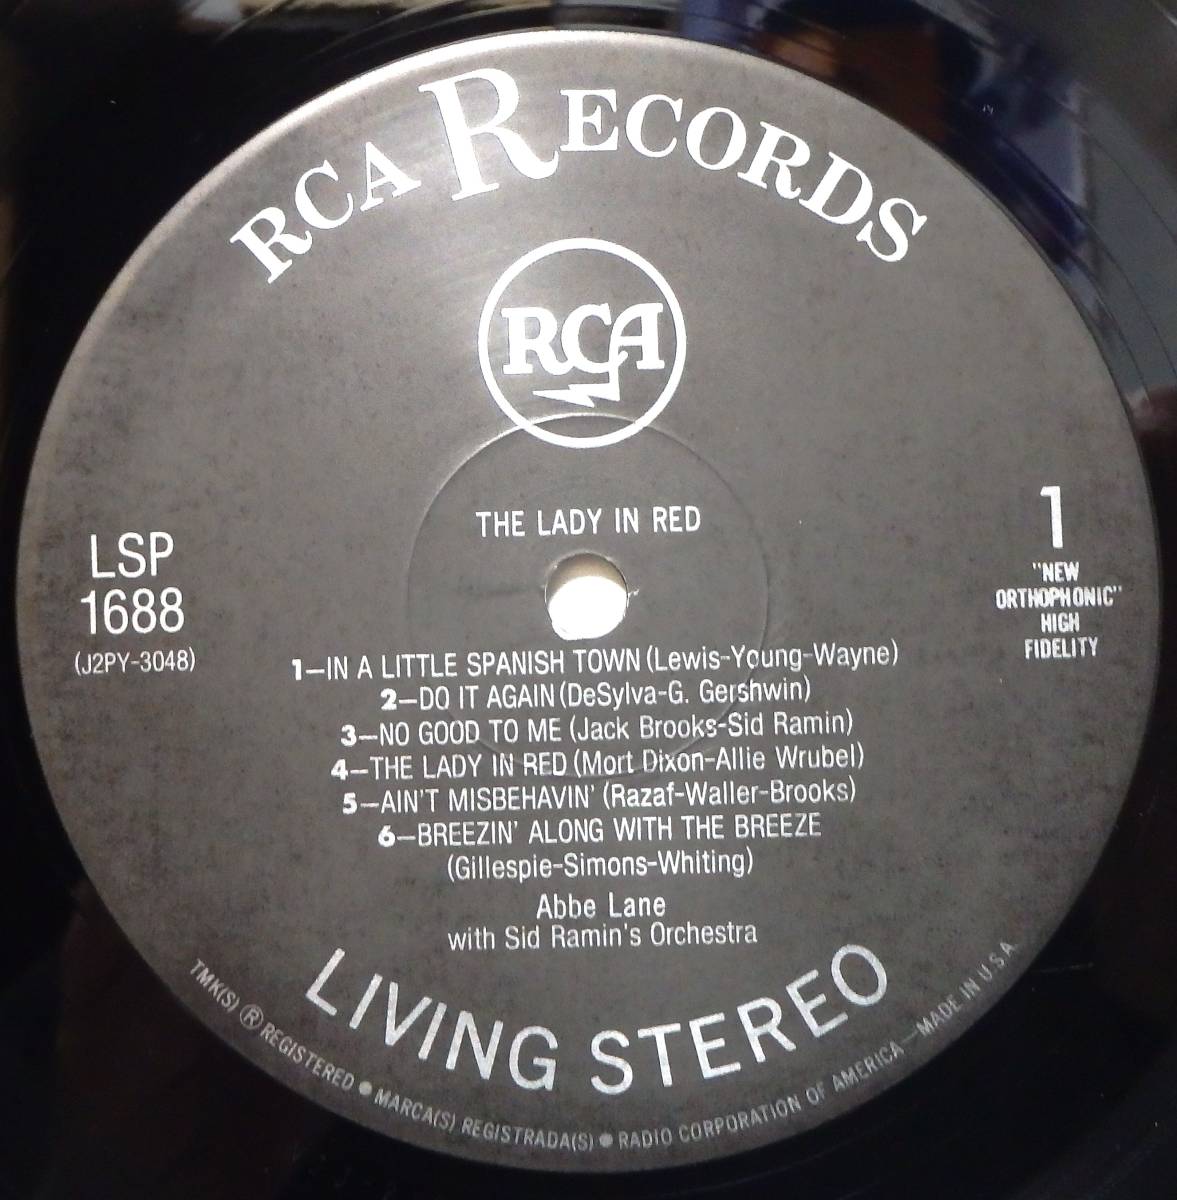 RCA RECORDS
RCA
THE LADY IN RED
LSP
1688
(J2PY-3048)
1
"NEW
ORTHOPHONIC"
HIGH
FIDELITY
1—IN A LITTLE SPANISH TOWN (Lewis-Young-Wayne)
2—DO IT AGAIN (DeSylva-G. Gershwin)
3—NO GOOD TO ME (Jack Brooks-Sid Ramin)
4—THE LADY IN RED (Mort Dixon-Allie Wrubel)
5—AIN'T MISBEHAVIN' (Razaf-Waller-Brooks)
6—BREEZIN' ALONG WITH THE BREEZE
(Gillespie-Simons-Whiting)
Abbe Lane
with Sid Ramin's Orchestra
LIVING STEREO
TMK(S) ® REGISTERED ● MARCA(S) REGISTRADA(S) ● RADIO CORPORATION OF AMERICA—MADE IN U.S.A.